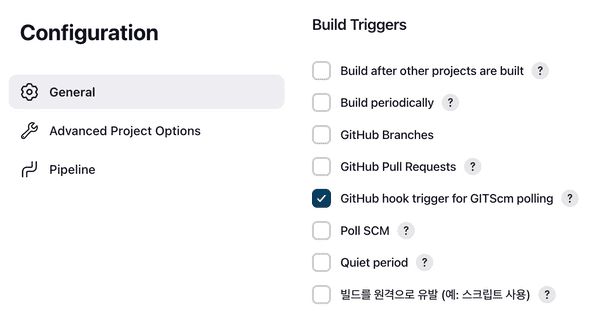 Configuration
General
Advanced Project Options
Pipeline
Build Triggers
Build after other projects are built ?
Build periodically ?
GitHub Branches
GitHub Pull Requests ?
GitHub hook trigger for GITScm polling ?
Poll SCM ?
Quiet period ?
빌드를 원격으로 유발 (예: 스크립트 사용) ?